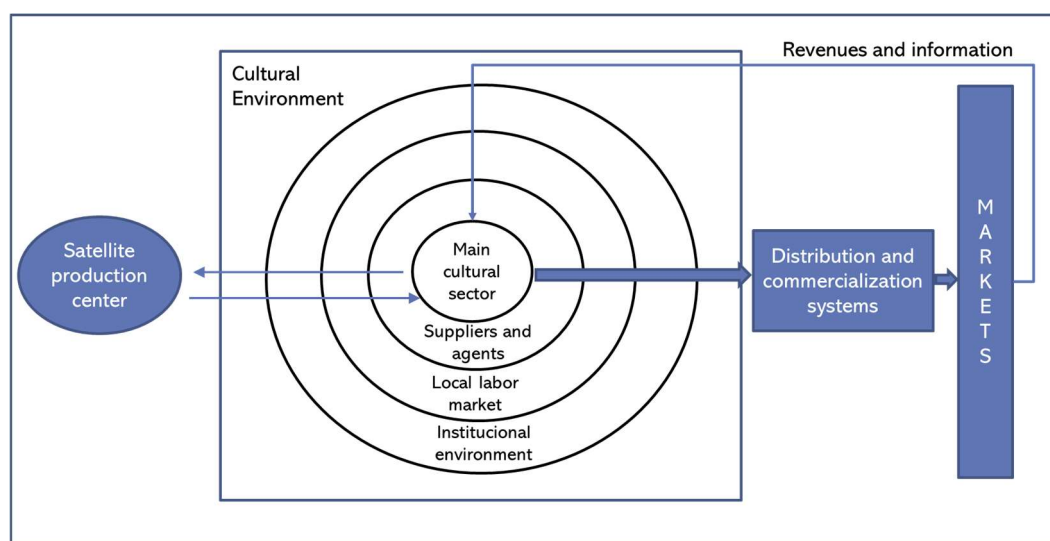 Revenues and information
Cultural
Environment
Satellite
production
center
Main
cultural
sector
Suppliers and
agents
Local labor
market
Institucional
environment
Distribution and
commercialization
systems
M
A
R
K
E
T
S